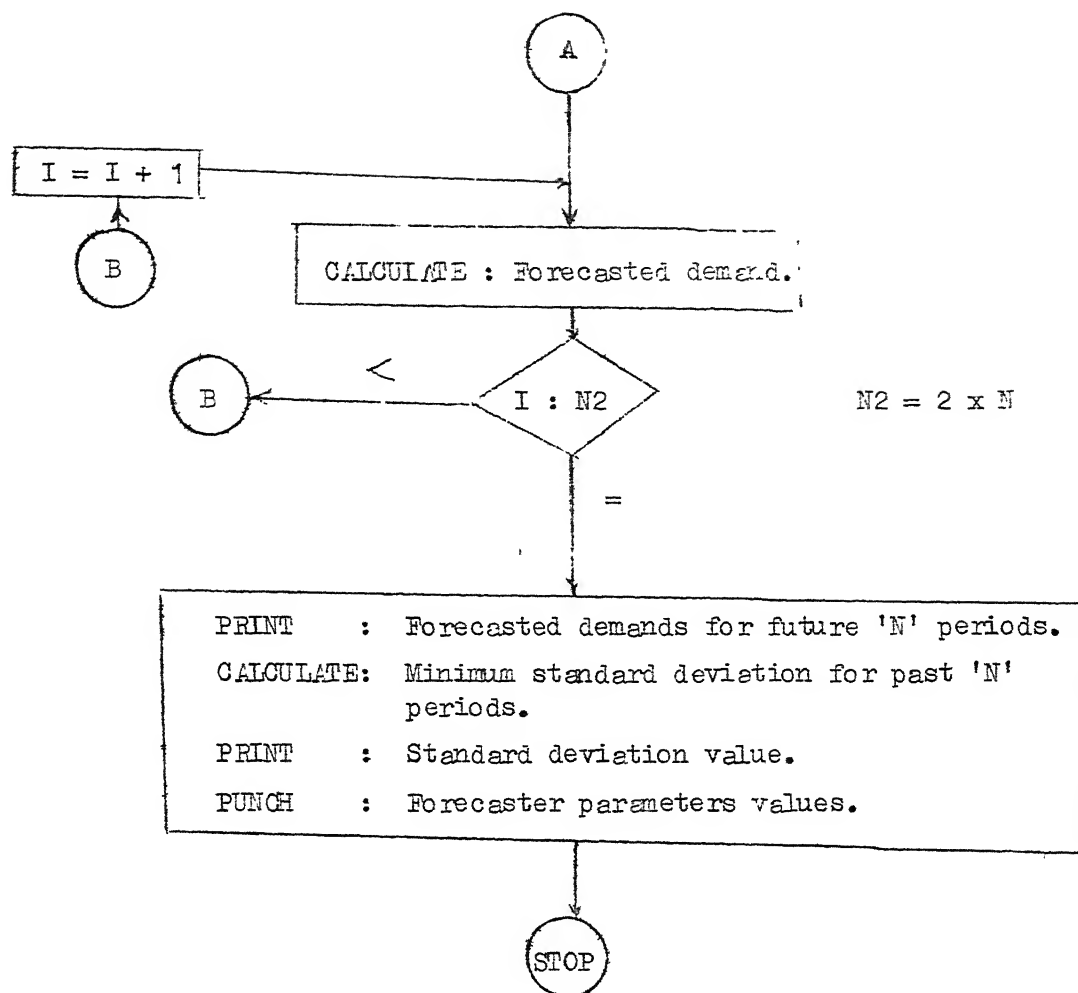 A
I = I + 1
B
CALCULATE : Forecasted demand.
<
B
I : N2
N2 = 2 x N
=
PRINT : Forecasted demands for future 'N' periods.
CALCULATE: Minimum standard deviation for past 'N'
periods.
PRINT : Standard deviation value.
PUNCH : Forecaster parameters values.
STOP